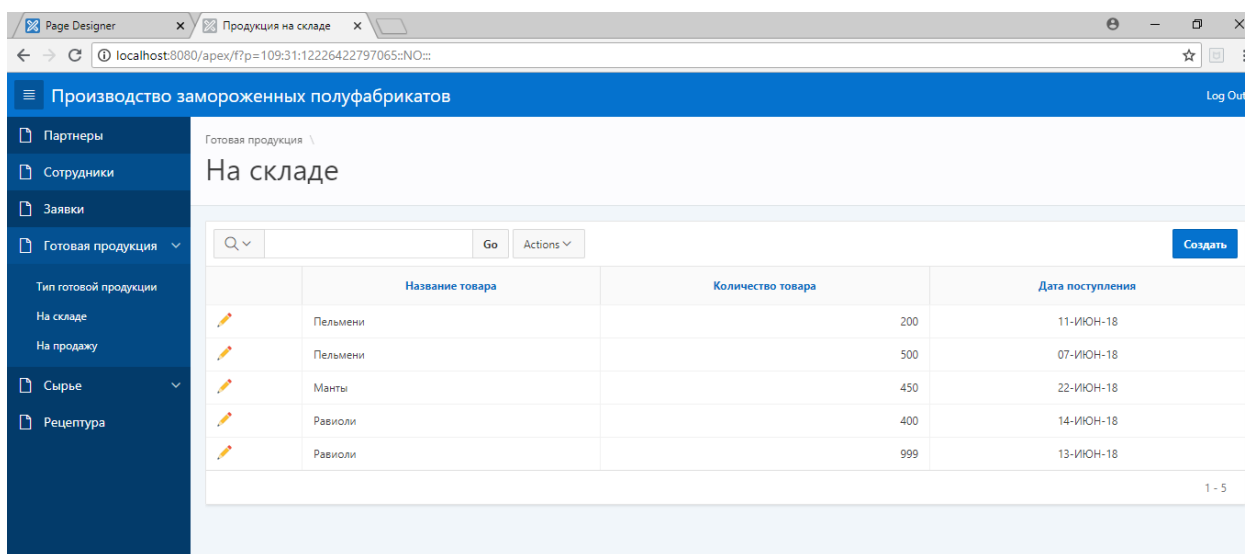 Page Designer
Продукция на складе
localhost:8080/apex/f?p=109:31:12226422797065::NO:::
Производство замороженных полуфабрикатов
Log Out
Партнеры
Сотрудники
Заявки
Готовая продукция
Тип готовой продукции
На складе
На продажу
Сырье
Рецептура
Готовая продукция \
На складе
Go Actions Создать
Название товара Количество товара Дата поступления
Пельмени 200 11-ИЮН-18
Пельмени 500 07-ИЮН-18
Манты 450 22-ИЮН-18
Равиоли 400 14-ИЮН-18
Равиоли 999 13-ИЮН-18
1 - 5